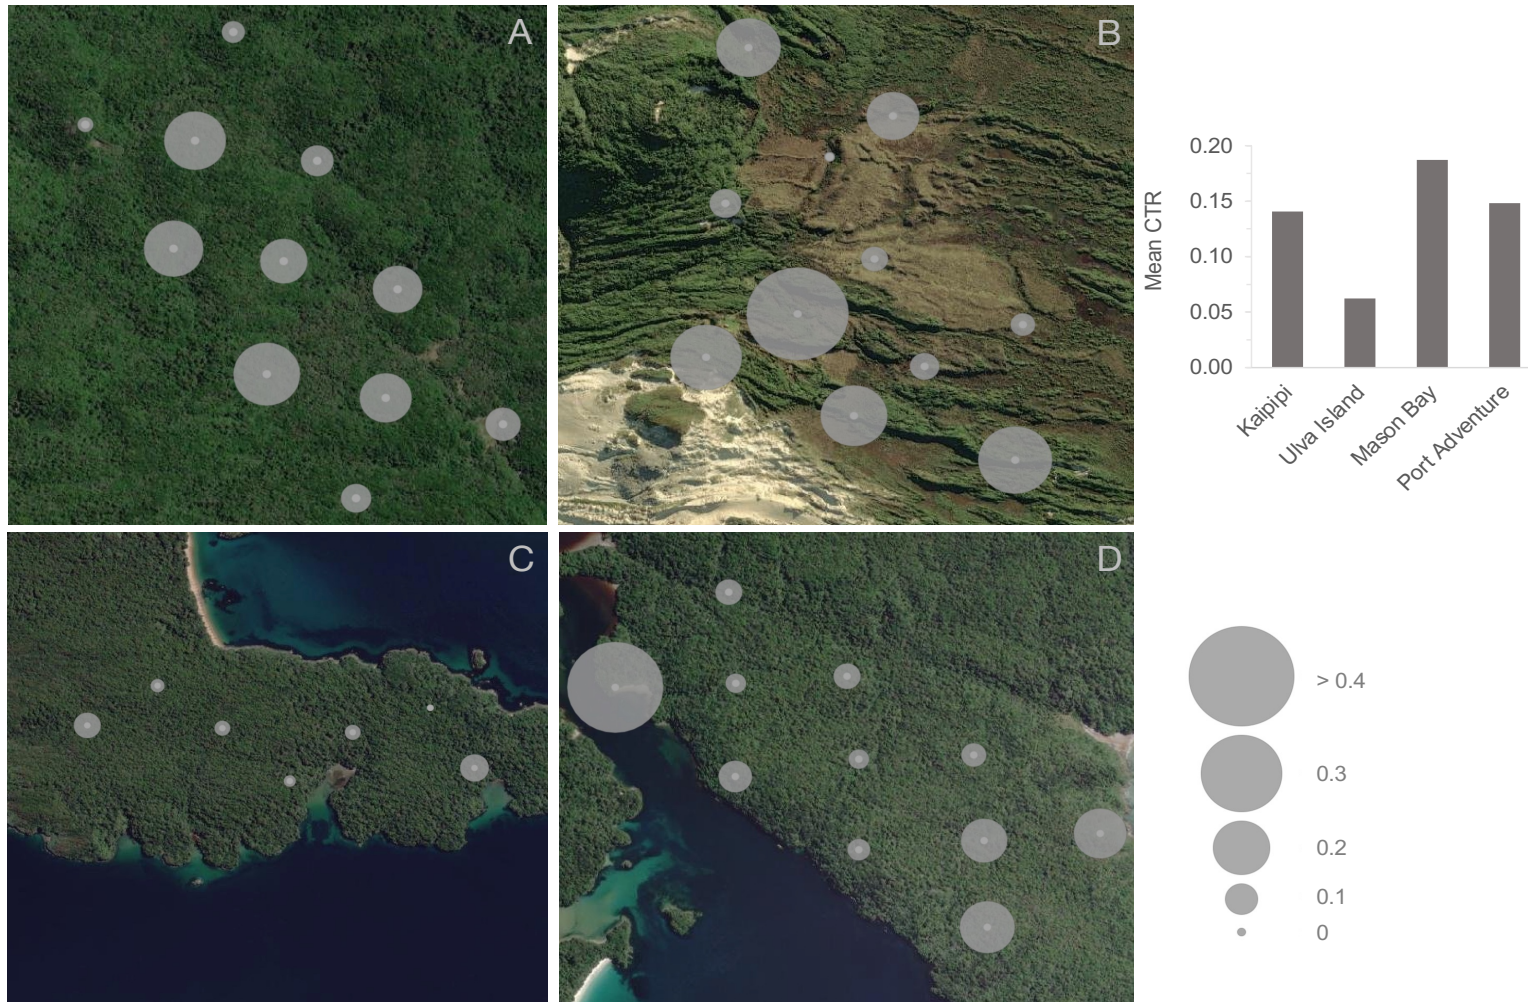 A
B
C
D
Mean CTR
0.20
0.15
0.10
0.05
0.00
Kaipipi
Ulva Island
Mason Bay
Port Adventure
> 0.4
0.3
0.2
0.1
0